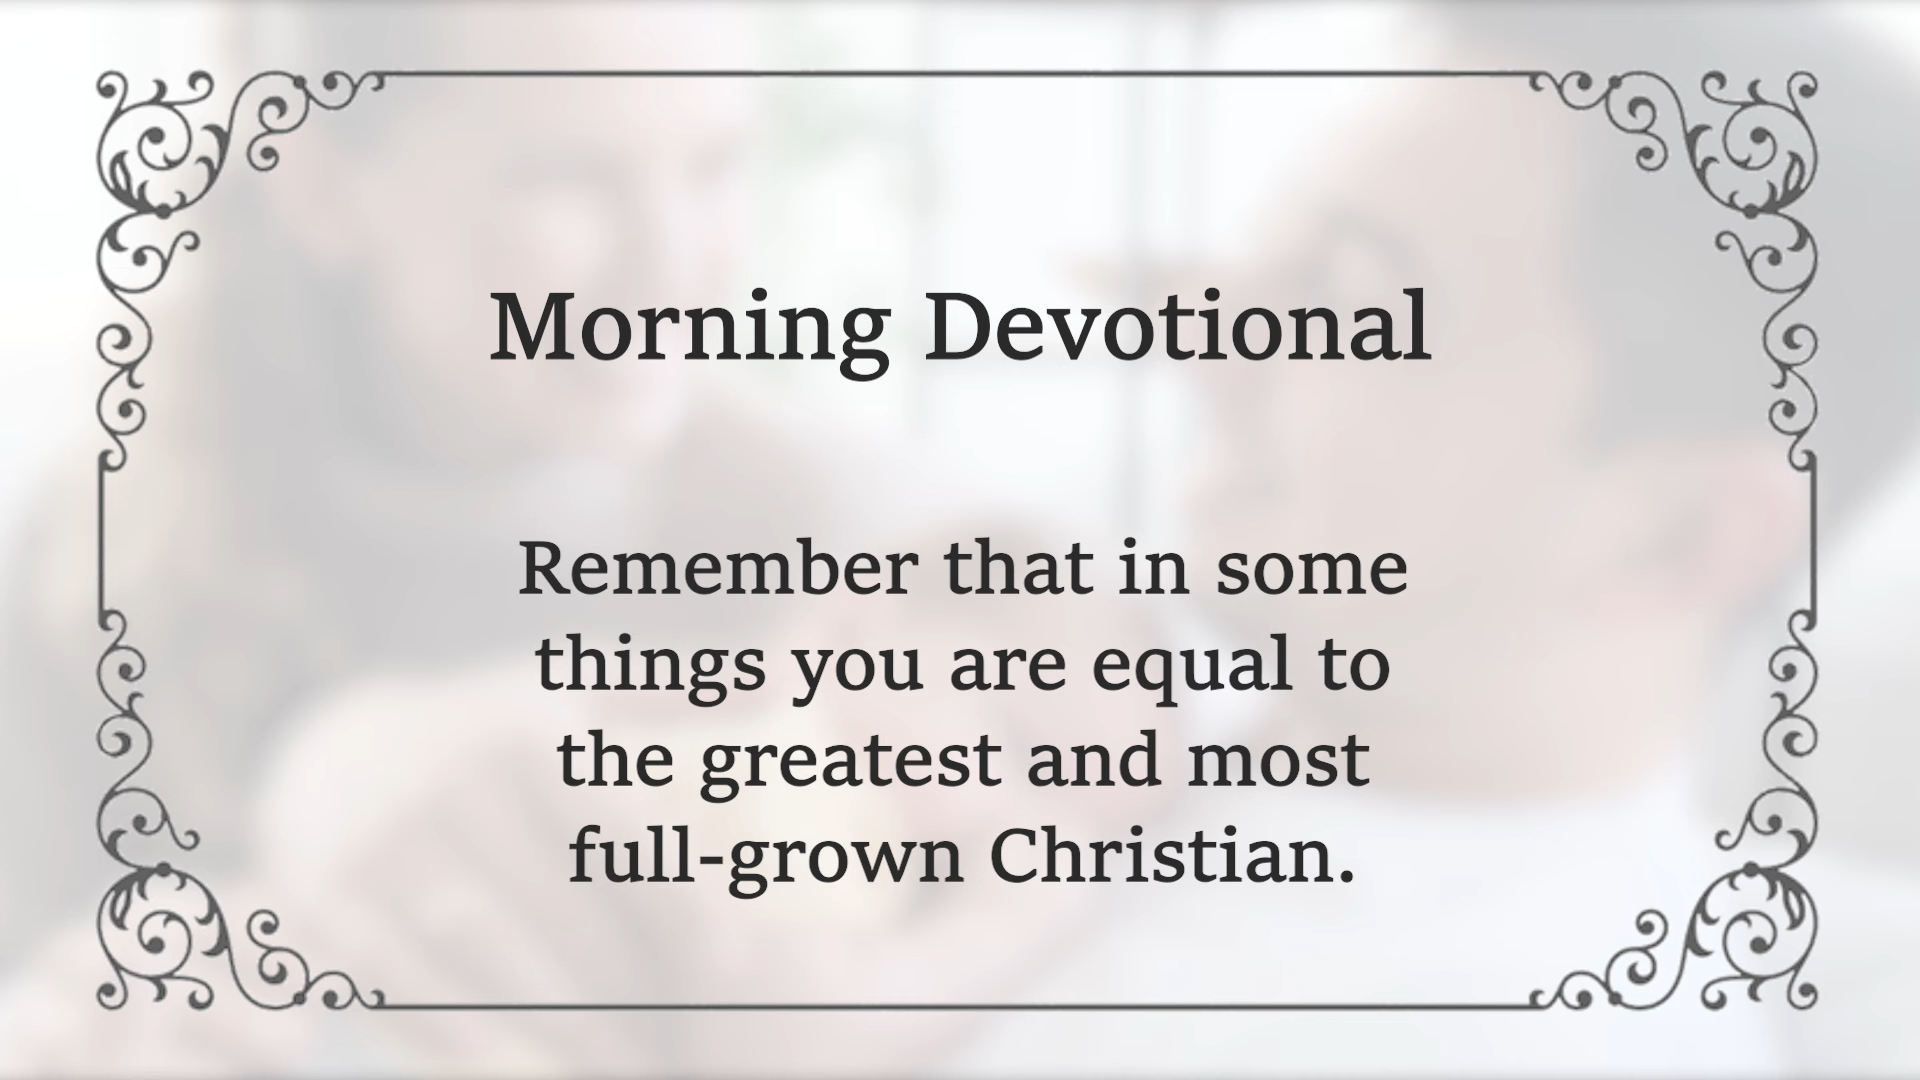 Morning Devotional
Remember that in some
things you are equal to
the greatest and most
full-grown Christian.